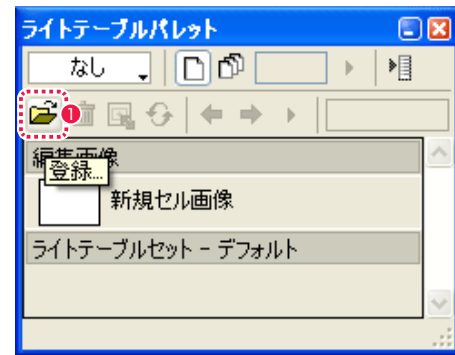 ライトテーブルパレット
なし
1
編集画像
登録...
新規セル画像
ライトテーブルセット - デフォルト